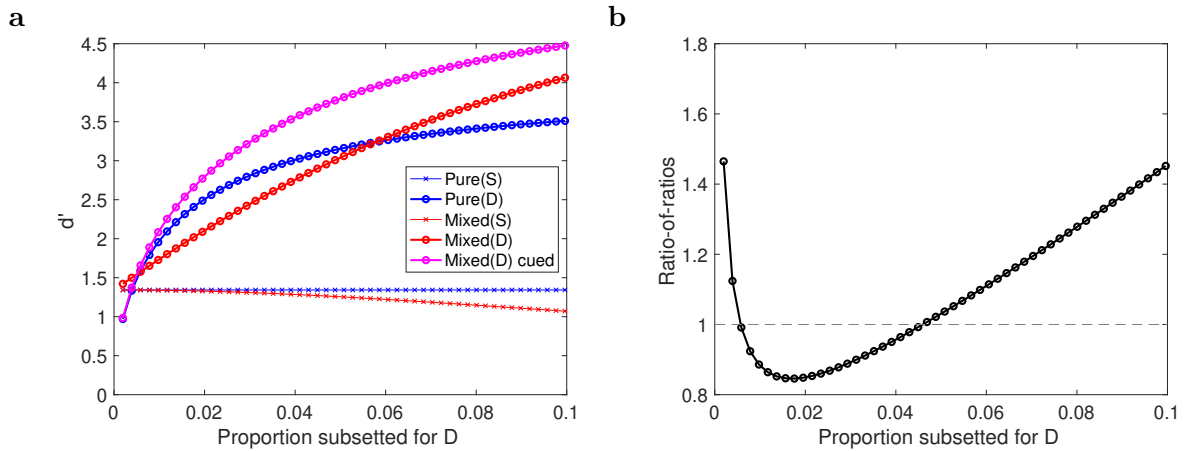 a
4.5
4
3.5
3
2.5
2
1.5
1
0.5
0
d'
0
0.02
0.04
0.06
0.08
0.1
Proportion subsetted for D
Pure(S)
Pure(D)
Mixed(S)
Mixed(D)
Mixed(D) cued
b
1.8
1.6
1.4
1.2
1
0.8
Ratio-of-ratios
0
0.02
0.04
0.06
0.08
0.1
Proportion subsetted for D